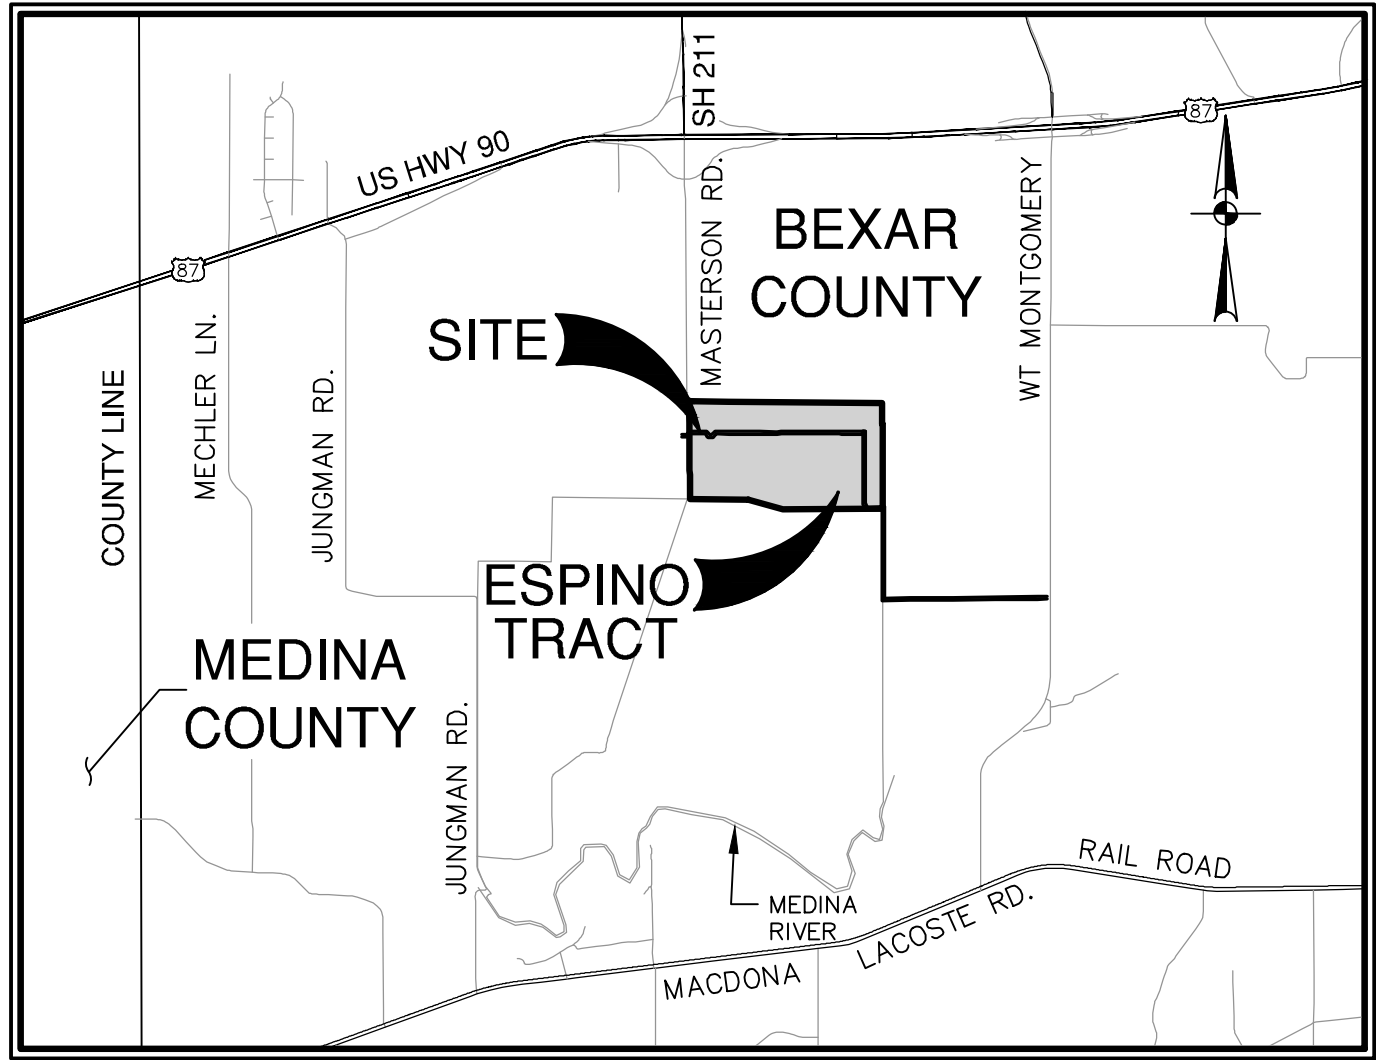 SH 211
87
US HWY 90
MASTERSON RD.
WT MONTGOMERY
BEXAR
COUNTY
87
MECHLER LN.
SITE
COUNTY LINE
JUNGMAN RD.
ESPINO
TRACT
MEDINA
COUNTY
JUNGMAN RD.
RAIL ROAD
MEDINA
RIVER
LACOSTE RD.
MACDONA